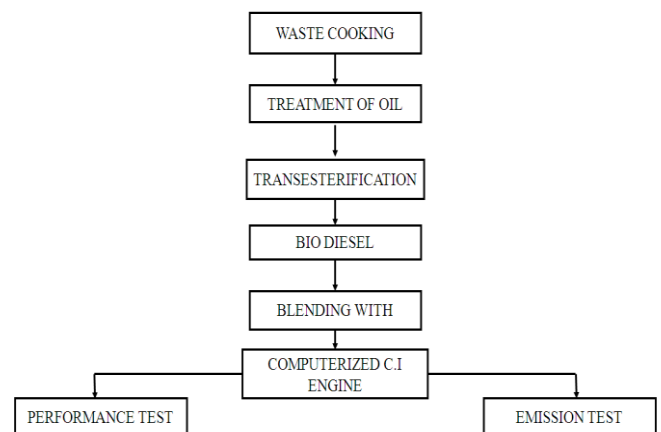 WASTE COOKING
TREATMENT OF OIL
TRANSESTERIFICATION
BIO DIESEL
BLENDING WITH
COMPUTERIZED C.I
ENGINE
PERFORMANCE TEST
EMISSION TEST